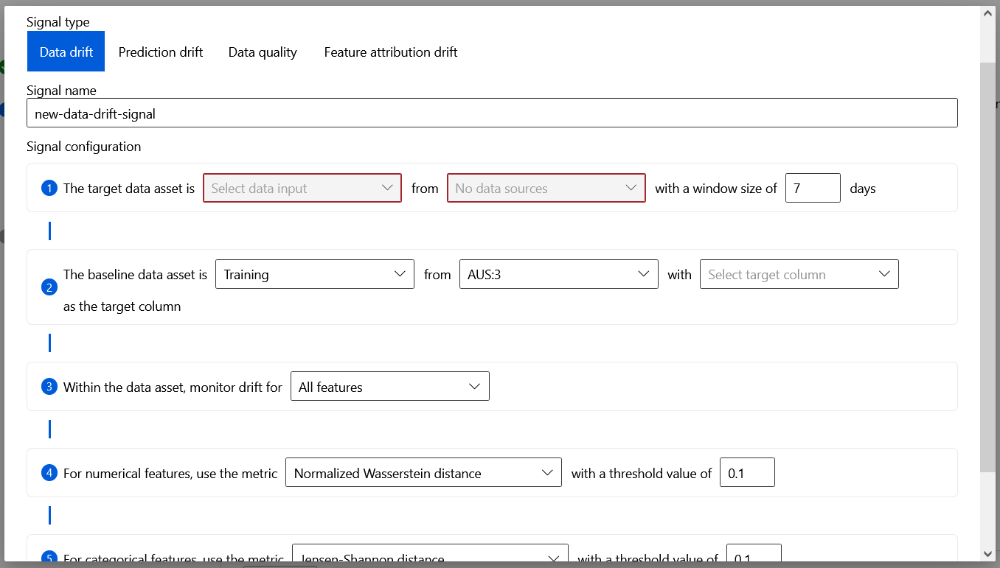 Signal type
Data drift Prediction drift Data quality Feature attribution drift
Signal name
new-data-drift-signal
Signal configuration
1 The target data asset is Select data input from No data sources with a window size of 7 days
2 The baseline data asset is Training from AUS:3 with Select target column
as the target column
3 Within the data asset, monitor drift for All features
4 For numerical features, use the metric Normalized Wasserstein distance with a threshold value of 0.1
5 For categorical features, use the metric Jensen-Shannon distance with a threshold value of 0.1